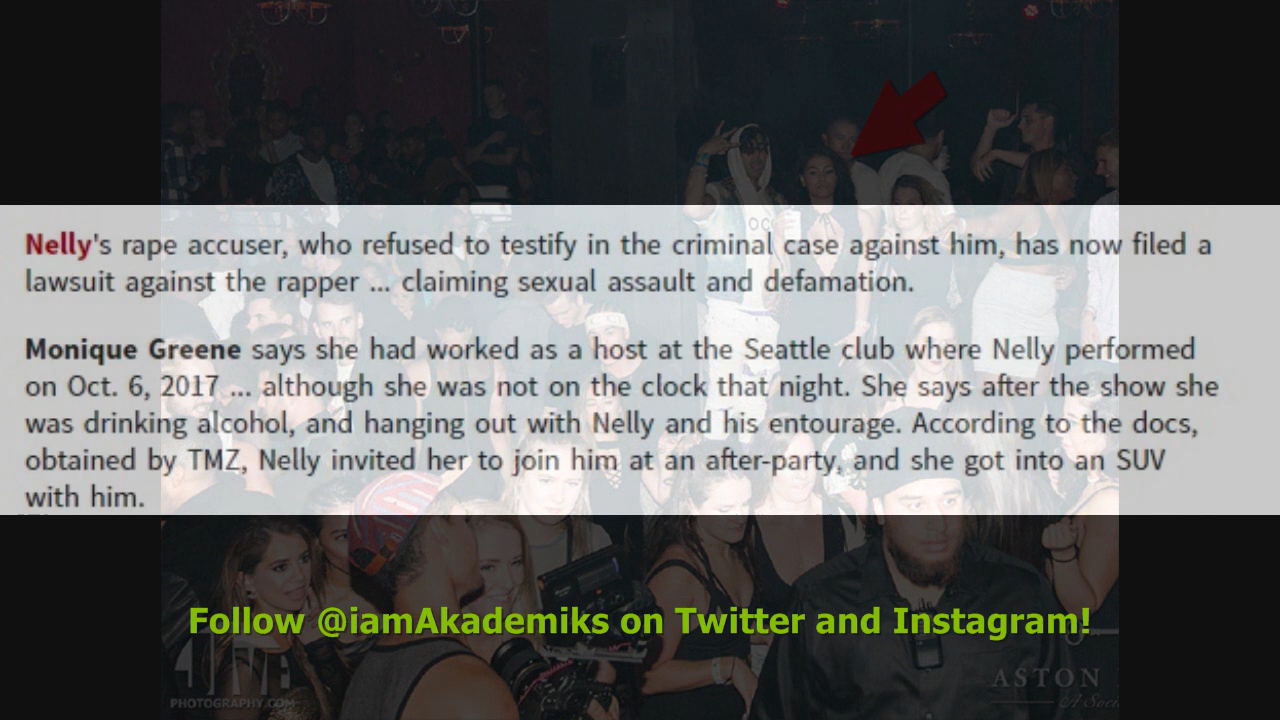 OC
Nelly's rape accuser, who refused to testify in the criminal case against him, has now filed a
lawsuit against the rapper ... claiming sexual assault and defamation.
Monique Greene says she had worked as a host at the Seattle club where Nelly performed
on Oct. 6, 2017 ... although she was not on the clock that night. She says after the show she
was drinking alcohol, and hanging out with Nelly and his entourage. According to the docs,
obtained by TMZ, Nelly invited her to join him at an after-party, and she got into an SUV
with him.
Follow @iamAkademiks on Twitter and Instagram!
PHOTOGRAPHY.COM
ASTON